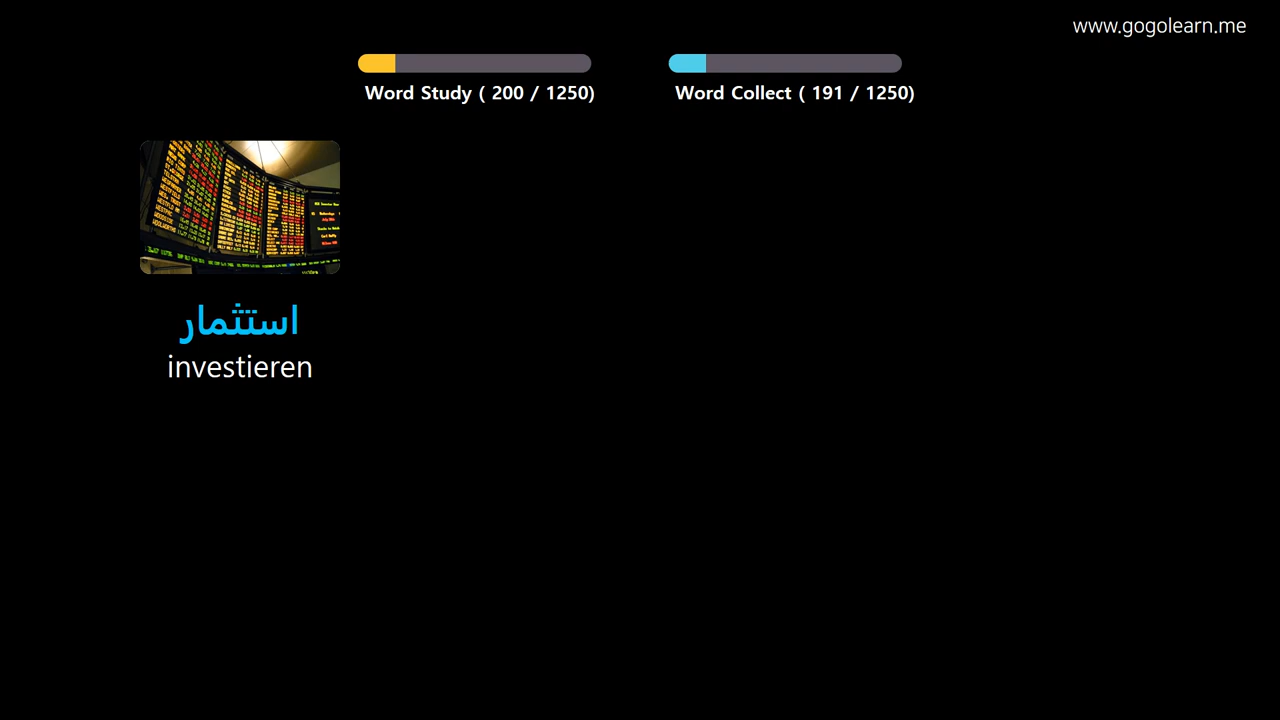 www.gogolearn.me
Word Study ( 200 / 1250)
Word Collect ( 191 / 1250)
استثمار
investieren